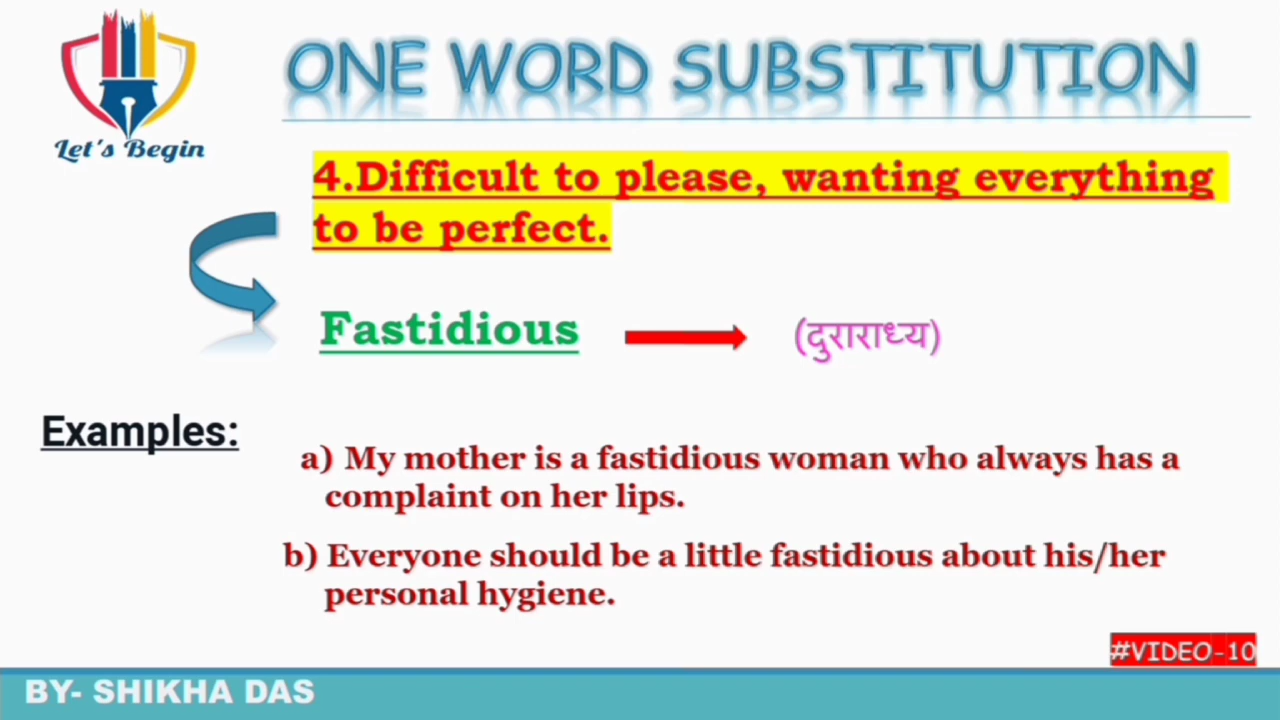 Let's Begin
ONE WORD SUBSTITUTION
4.Difficult to please, wanting everything
to be perfect.
Fastidious
(दुराराध्य)
Examples:
a) My mother is a fastidious woman who always has a
complaint on her lips.
b) Everyone should be a little fastidious about his/her
personal hygiene.
#VIDEO-10
BY- SHIKHA DAS